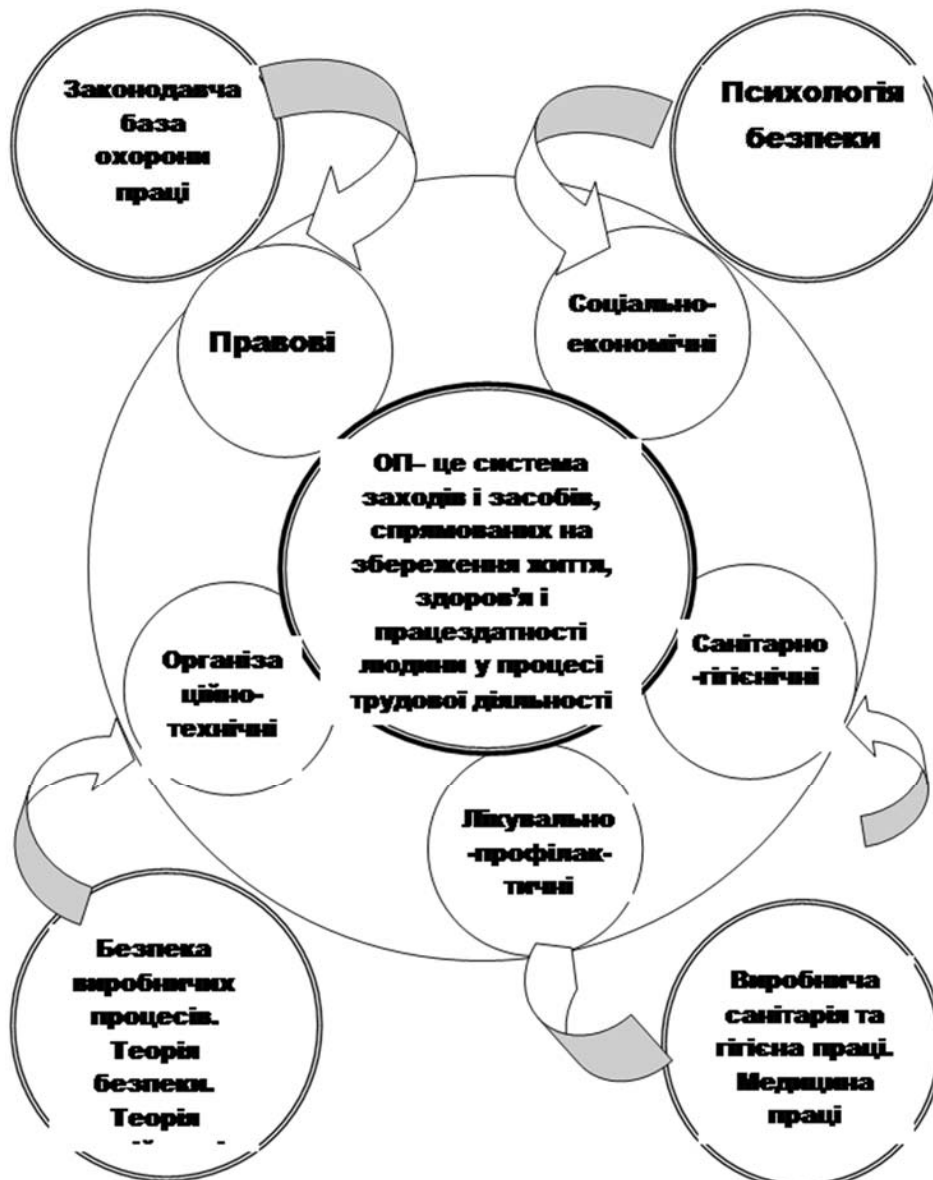 Законодавча
база
охорони
праці
Психологія
безпеки
Правові
Соціально-
економічні
ОП– це система
заходів і засобів,
спрямованих на
збереження життя,
здоров'я і
працездатності
людини у процесі
трудової діяльності
Організа
ційно-
технічні
Санітарно
-гігієнічні
Лікувально
-профілак-
тичні
Безпека
виробничих
процесів.
Теорія
безпеки.
Теорія
Виробнича
санітарія та
гігієна праці.
Медицина
праці